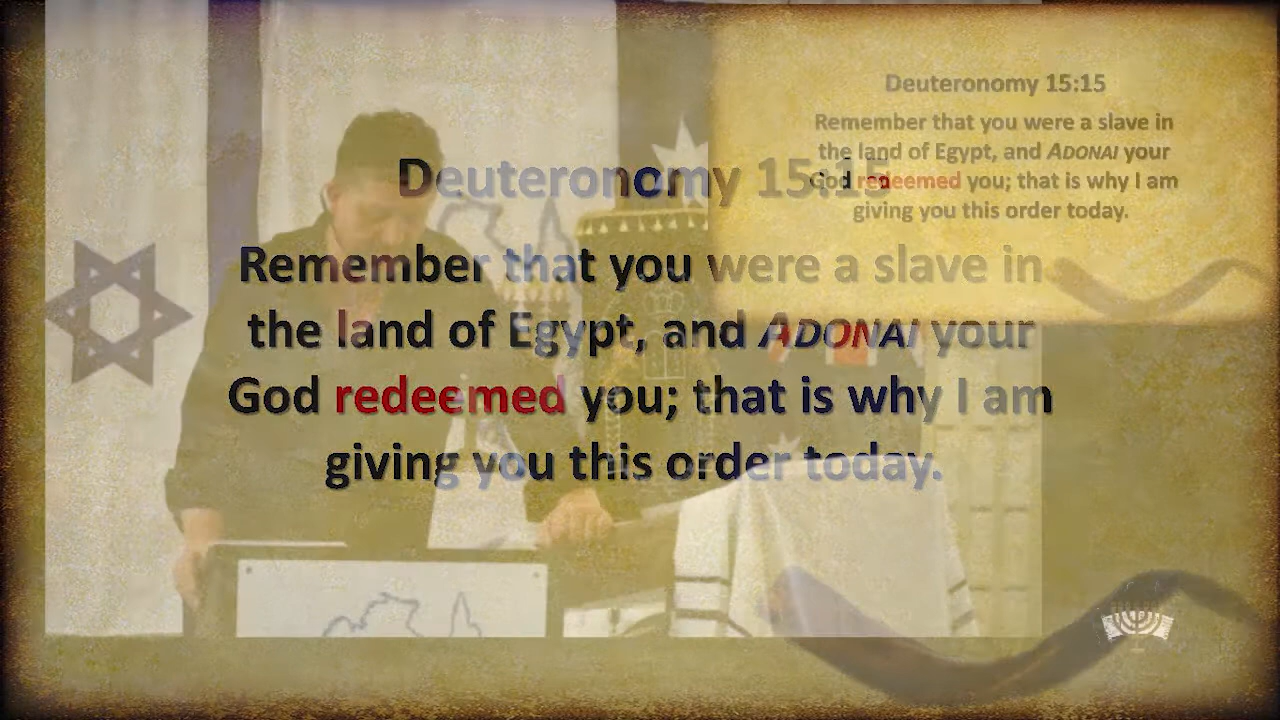 Deuteronomy 15:15
Remember that you were a slave in
the land of Egypt, and ADONAI your
God redeemed you; that is why I am
giving you this order today.
Deuteronomy 15:15
Remember that you were a slave in
the land of Egypt, and ADONAI your
God redeemed you; that is why I am
giving you this order today.